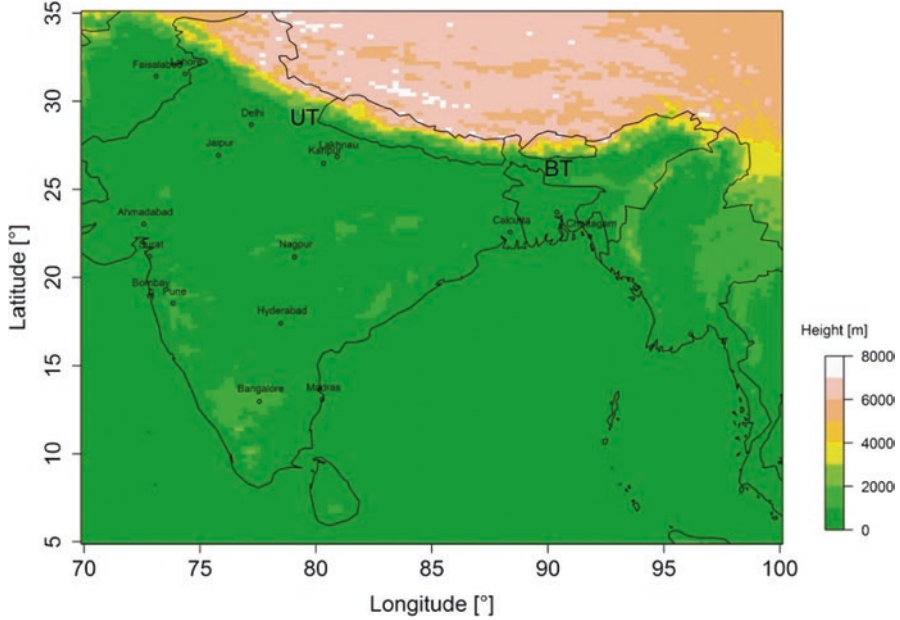 35
Faisalabad
Lahore
30
Delhi
UT
Jaipur
Lakhnau
Kanpur
BT
25
Ahmadabad
Calcutta
Chittagam
Surat
Nagpur
20
Bombay
Pune
Hyderabad
15
Bangalore
Madras
10
5
Latitude [°]
70
75
80
85
90
95
100
Longitude [°]
Height [m]
8000
6000
4000
2000
0